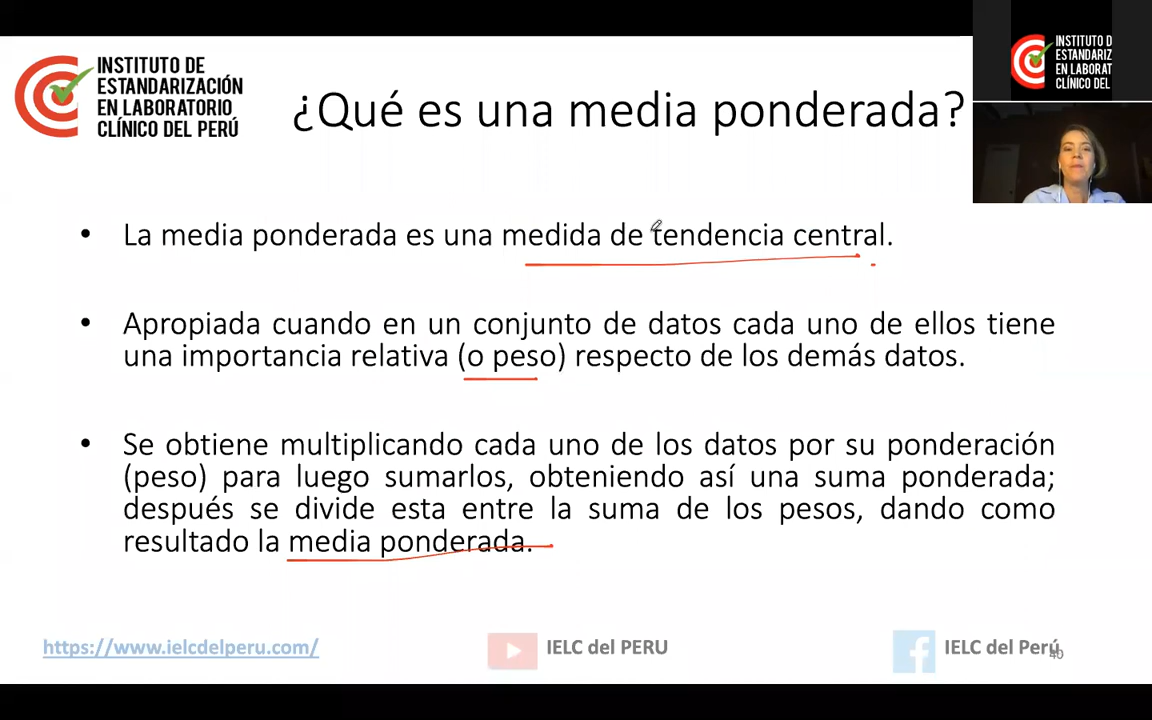 INSTITUTO DE
ESTANDARIZACIÓN
EN LABORATORIO
CLÍNICO DEL PERÚ
¿Qué es una media ponderada?
INSTITUTO D
ESTANDARIZ
EN LABORAT
CLÍNICO DEL
• La media ponderada es una medida de tendencia central.
• Apropiada cuando en un conjunto de datos cada uno de ellos tiene
una importancia relativa (o peso) respecto de los demás datos.
• Se obtiene multiplicando cada uno de los datos por su ponderación
(peso) para luego sumarlos, obteniendo así una suma ponderada;
después se divide esta entre la suma de los pesos, dando como
resultado la media ponderada.
https://www.ielcdelperu.com/
IELC del PERU
IELC del Perú
40